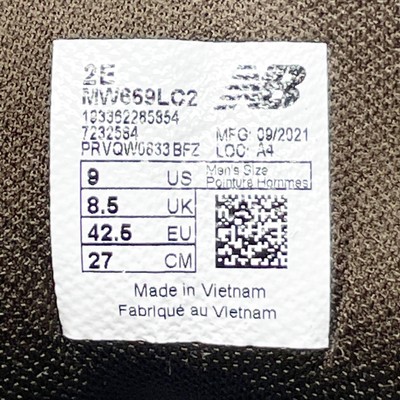 2E
NB
MW659LC2
193362285854
7232564
MFG: 09/2021
PRVQW0633BFZ
LOC: A4
9 US
Men's Size
Pointure Hommes
8.5 UK
42.5 EU
27 CM
Made in Vietnam
Fabriqué au Vietnam